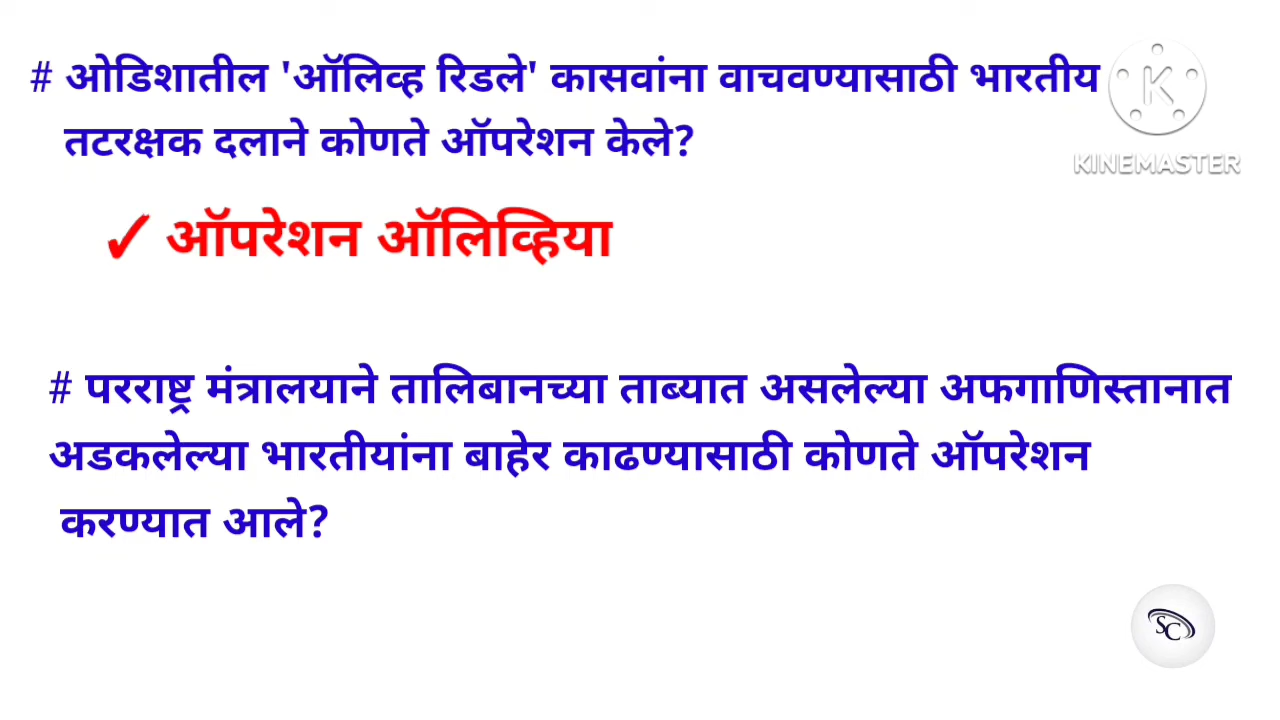 # ओडिशातील 'ऑलिव्ह रिडले' कासवांना वाचवण्यासाठी भारतीय
तटरक्षक दलाने कोणते ऑपरेशन केले?
K
KINEMASTER
✓ ऑपरेशन ऑलिव्हिया
# परराष्ट्र मंत्रालयाने तालिबानच्या ताब्यात असलेल्या अफगाणिस्तानात
अडकलेल्या भारतीयांना बाहेर काढण्यासाठी कोणते ऑपरेशन
करण्यात आले?
SC